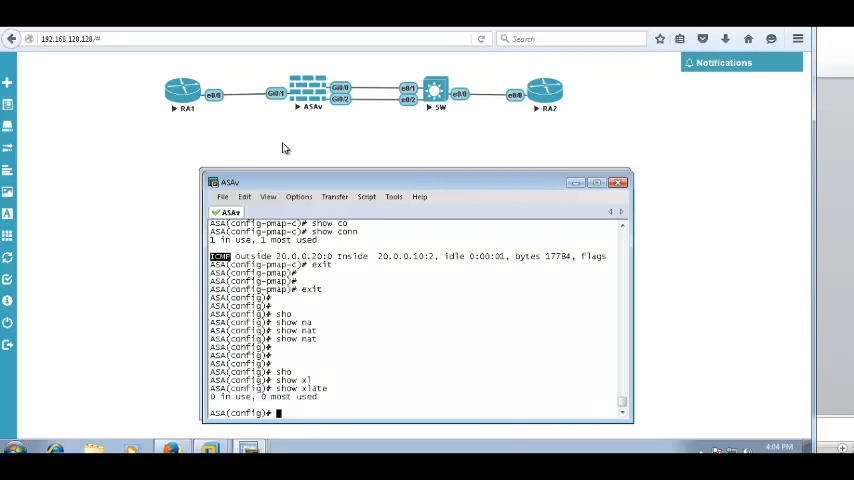 192.168.120.128/#
Search
Notifications
Gi0/0
e0/1
e0/0
Gi0/1
Gi0/2
e0/2
e0/0
e0/0
RA1
ASAv
SW
RA2
ASAv
File Edit View Options Transfer Script Tools Help
ASAv
ASA(config-pmap-c)# show co
ASA(config-pmap-c)# show conn
1 in use, 1 most used
ICMP Outside 20.0.0.20:0 Inside 20.0.0.10:2, idle 0:00:01, bytes 17784, flags
ASA(config-pmap-c)# exit
ASA(config-pmap)#
ASA(config-pmap)#
ASA(config-pmap)# exit
ASA(config)#
ASA(config)#
ASA(config)# sho
ASA(config)# show na
ASA(config)# show nat
ASA(config)# show nat
ASA(config)#
ASA(config)#
ASA(config)#
ASA(config)# sho
ASA(config)# show xl
ASA(config)# show xlate
0 in use, 0 most used
ASA(config)#
4:04 PM